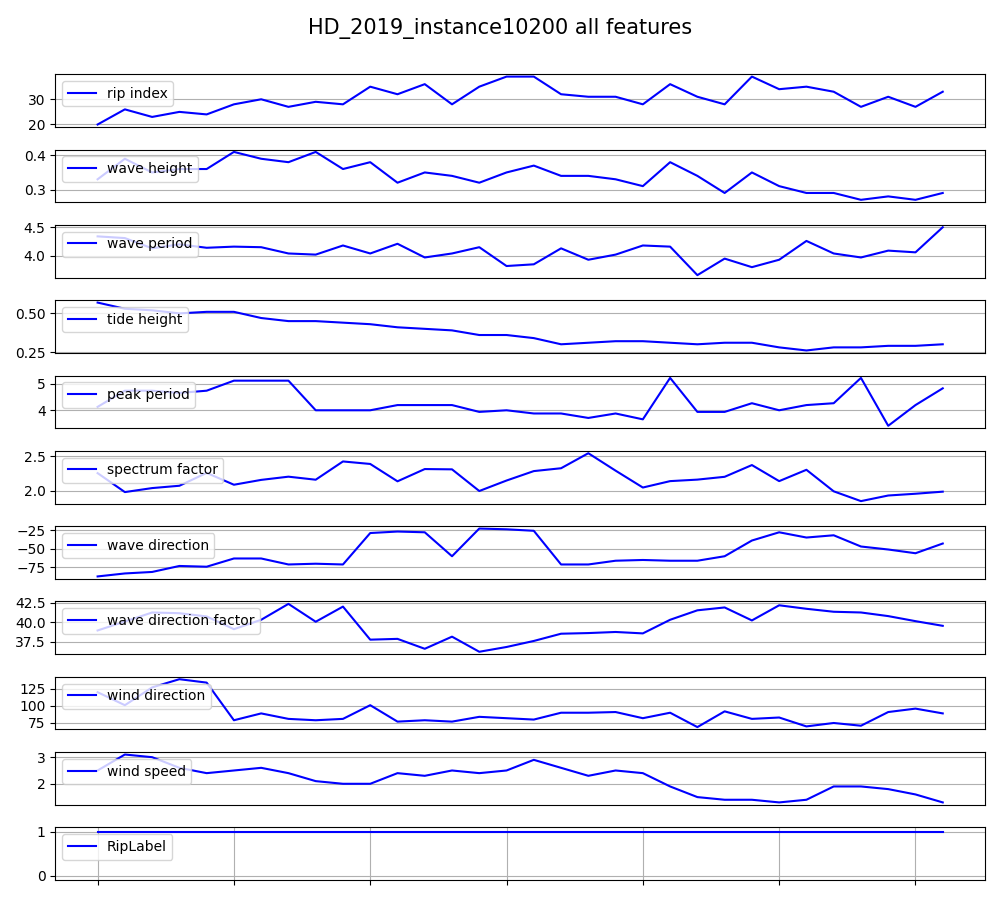 HD_2019_instance10200 all features
30
20
rip index
0.4
0.3
wave height
4.5
4.0
wave period
0.50
0.25
tide height
5
4
peak period
2.5
2.0
spectrum factor
−25
−50
−75
wave direction
42.5
40.0
37.5
wave direction factor
125
100
75
wind direction
3
2
wind speed
1
0
RipLabel